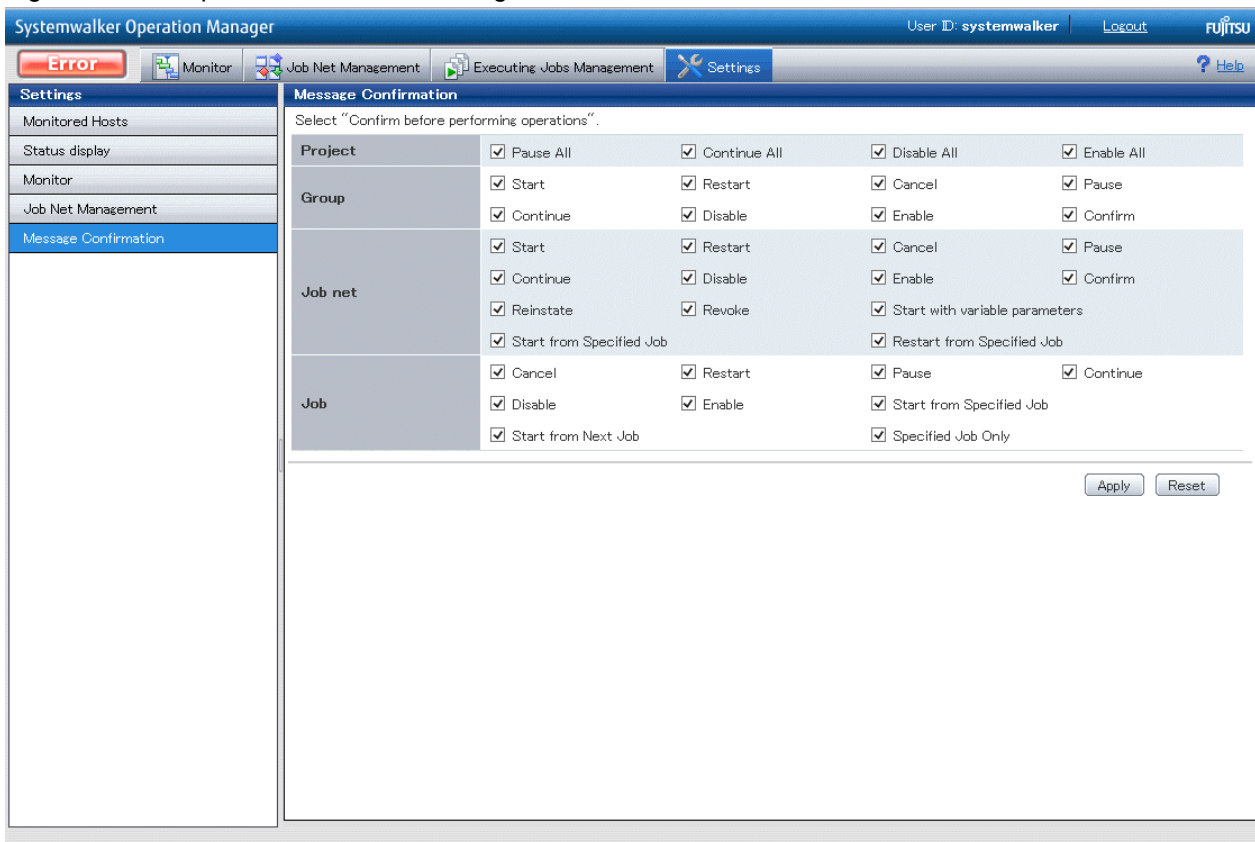 Systemwalker Operation Manager User ID: systemwalker Logout FUJITSU
Error Monitor Job Net Management Executing Jobs Management Settings ? Help
Settings
Monitored Hosts
Status display
Monitor
Job Net Management
Message Confirmation
Message Confirmation
Select "Confirm before performing operations".
Project Pause All Continue All Disable All Enable All
Group
Start Restart Cancel Pause
Continue Disable Enable Confirm
Job net
Start Restart Cancel Pause
Continue Disable Enable Confirm
Reinstate Revoke Start with variable parameters
Start from Specified Job Restart from Specified Job
Job
Cancel Restart Pause Continue
Disable Enable Start from Specified Job
Start from Next Job Specified Job Only
Apply Reset